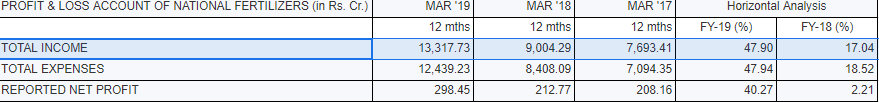 PROFIT & LOSS ACCOUNT OF NATIONAL FERTILIZERS (in Rs. Cr.) MAR '19 MAR '18 MAR '17 Horizontal Analysis
12 mths 12 mths 12 mths FY-19 (%) FY-18 (%)
TOTAL INCOME 13,317.73 9,004.29 7,693.41 47.90 17.04
TOTAL EXPENSES 12,439.23 8,408.09 7,094.35 47.94 18.52
REPORTED NET PROFIT 298.45 212.77 208.16 40.27 2.21